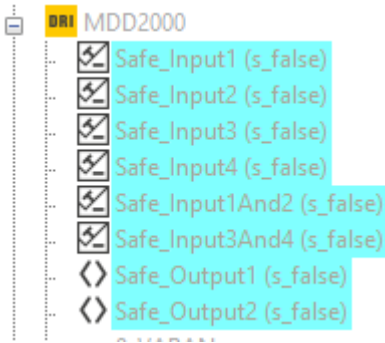 DRI MDD2000
Safe_Input1 (s_false)
Safe_Input2 (s_false)
Safe_Input3 (s_false)
Safe_Input4 (s_false)
Safe_Input1And2 (s_false)
Safe_Input3And4 (s_false)
Safe_Output1 (s_false)
Safe_Output2 (s_false)